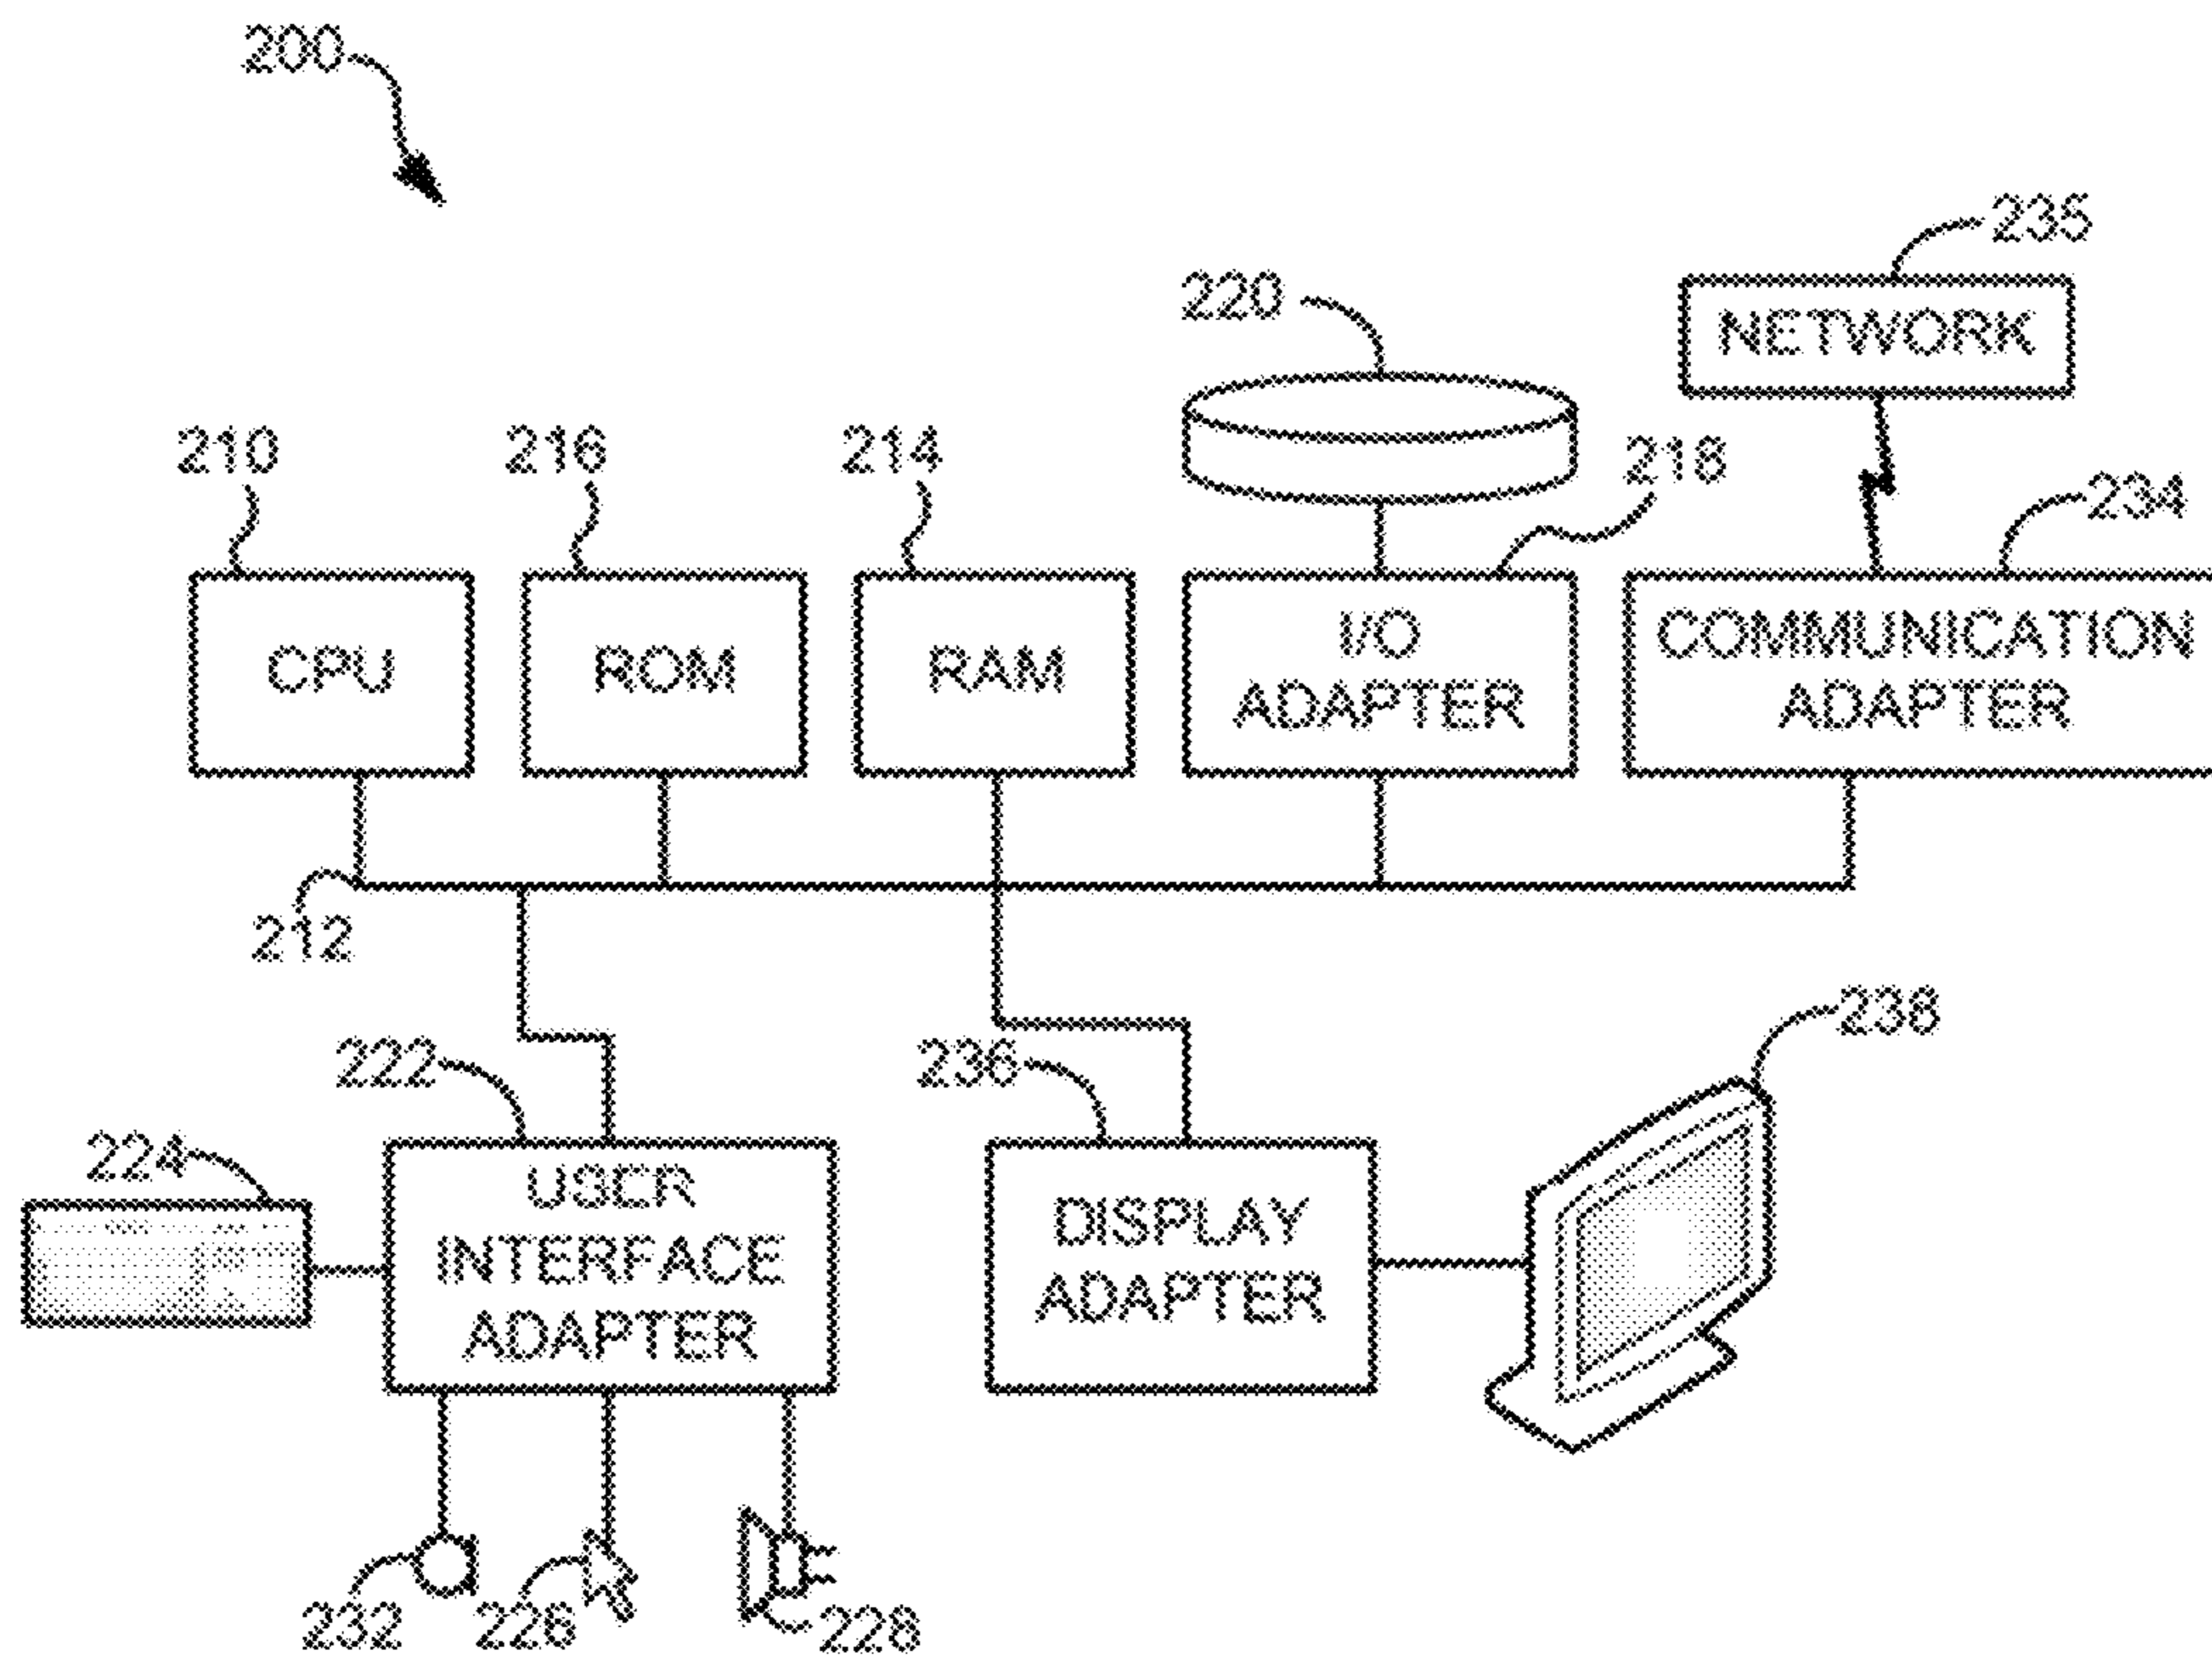 200
235
NETWORK
220
210
216
214
218
234
CPU
ROM
RAM
I/O
ADAPTER
COMMUNICATION
ADAPTER
212
238
222
236
224
USER
INTERFACE
ADAPTER
DISPLAY
ADAPTER
232
226
228